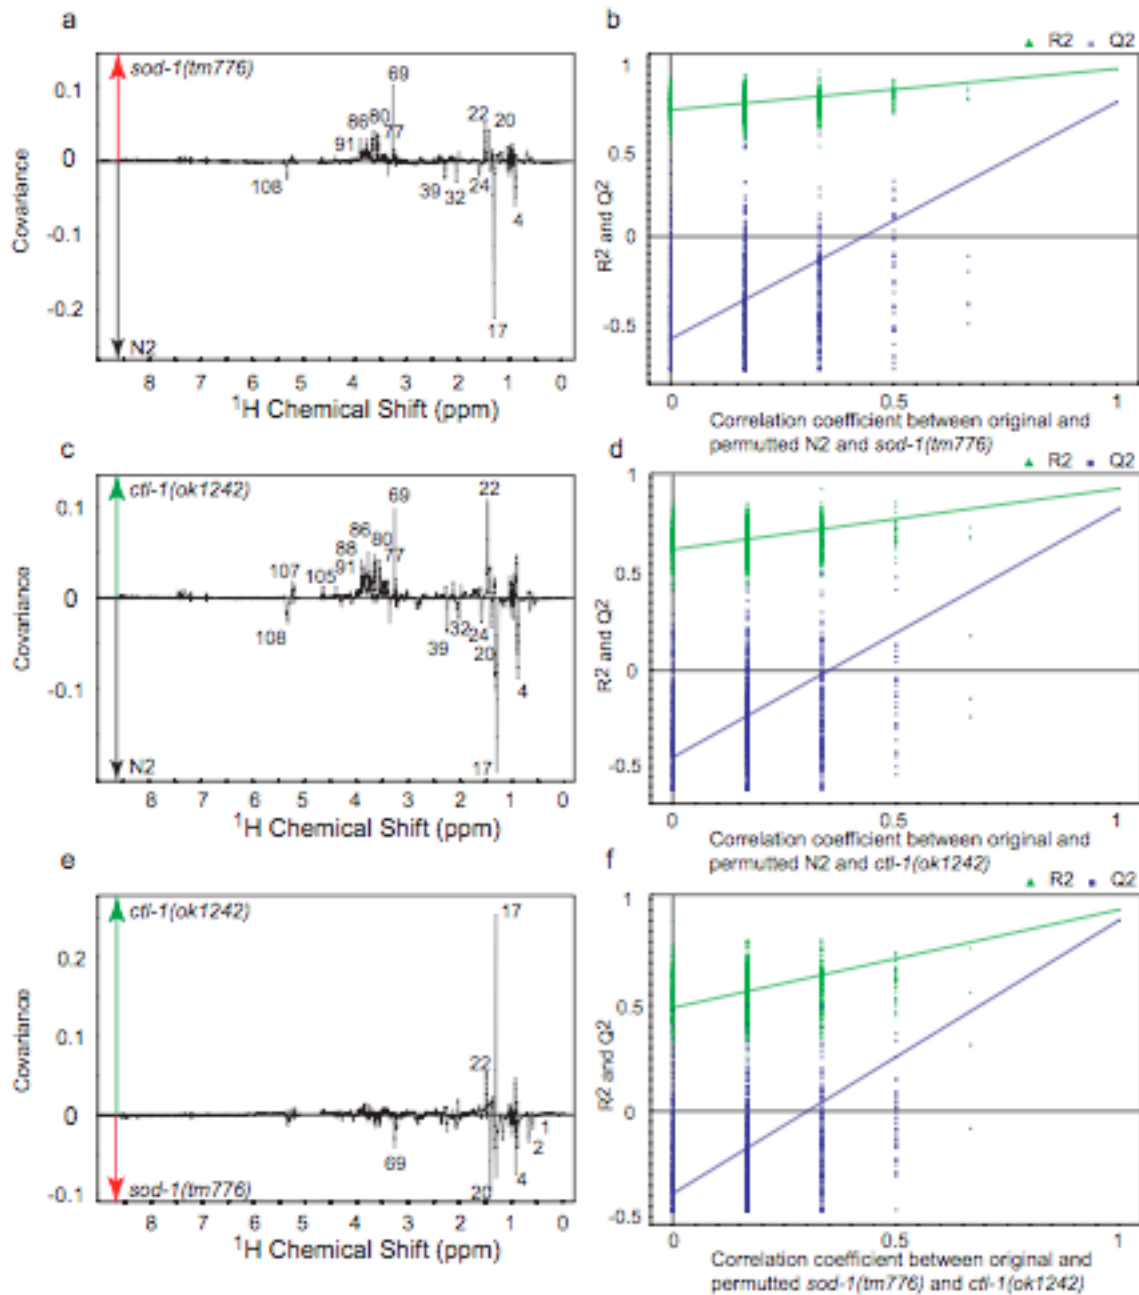 a
sod-1(tm776)
0.1
0
-0.1
-0.2
Covariance
69
86
80
91
77
22
20
108
39
32
24
4
17
N2
8 7 6 5 4 3 2 1 0
1H Chemical Shift (ppm)
b
R2 Q2
1
0.5
0
-0.5
R2 and Q2
0 0.5 1
Correlation coefficient between original and
permutted N2 and sod-1(tm776)
c
ctl-1(ok1242)
0.1
0
-0.1
Covariance
69
22
86
88
80
91
77
107
105
108
39
32
24
20
4
17
N2
8 7 6 5 4 3 2 1 0
1H Chemical Shift (ppm)
d
R2 Q2
1
0.5
0
-0.5
R2 and Q2
0 0.5 1
Correlation coefficient between original and
permutted N2 and ctl-1(ok1242)
e
ctl-1(ok1242)
0.2
0.1
0
-0.1
Covariance
17
22
1
2
69
4
20
sod-1(tm776)
8 7 6 5 4 3 2 1 0
1H Chemical Shift (ppm)
f
R2 Q2
1
0.5
0
-0.5
R2 and Q2
0 0.5 1
Correlation coefficient between original and
permutted sod-1(tm776) and ctl-1(ok1242)